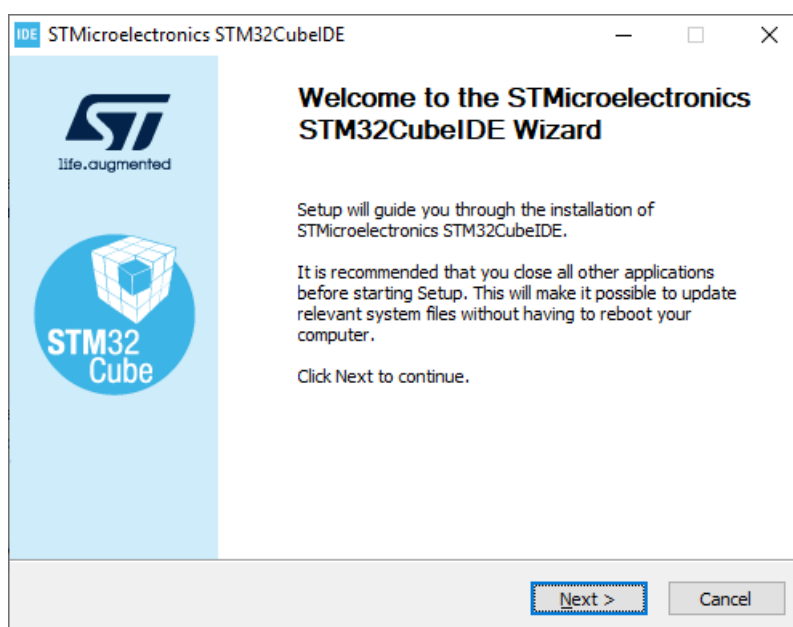 IDE STMicroelectronics STM32CubeIDE
life.augmented
STM32
Cube
Welcome to the STMicroelectronics
STM32CubeIDE Wizard
Setup will guide you through the installation of
STMicroelectronics STM32CubeIDE.
It is recommended that you close all other applications
before starting Setup. This will make it possible to update
relevant system files without having to reboot your
computer.
Click Next to continue.
Next >
Cancel